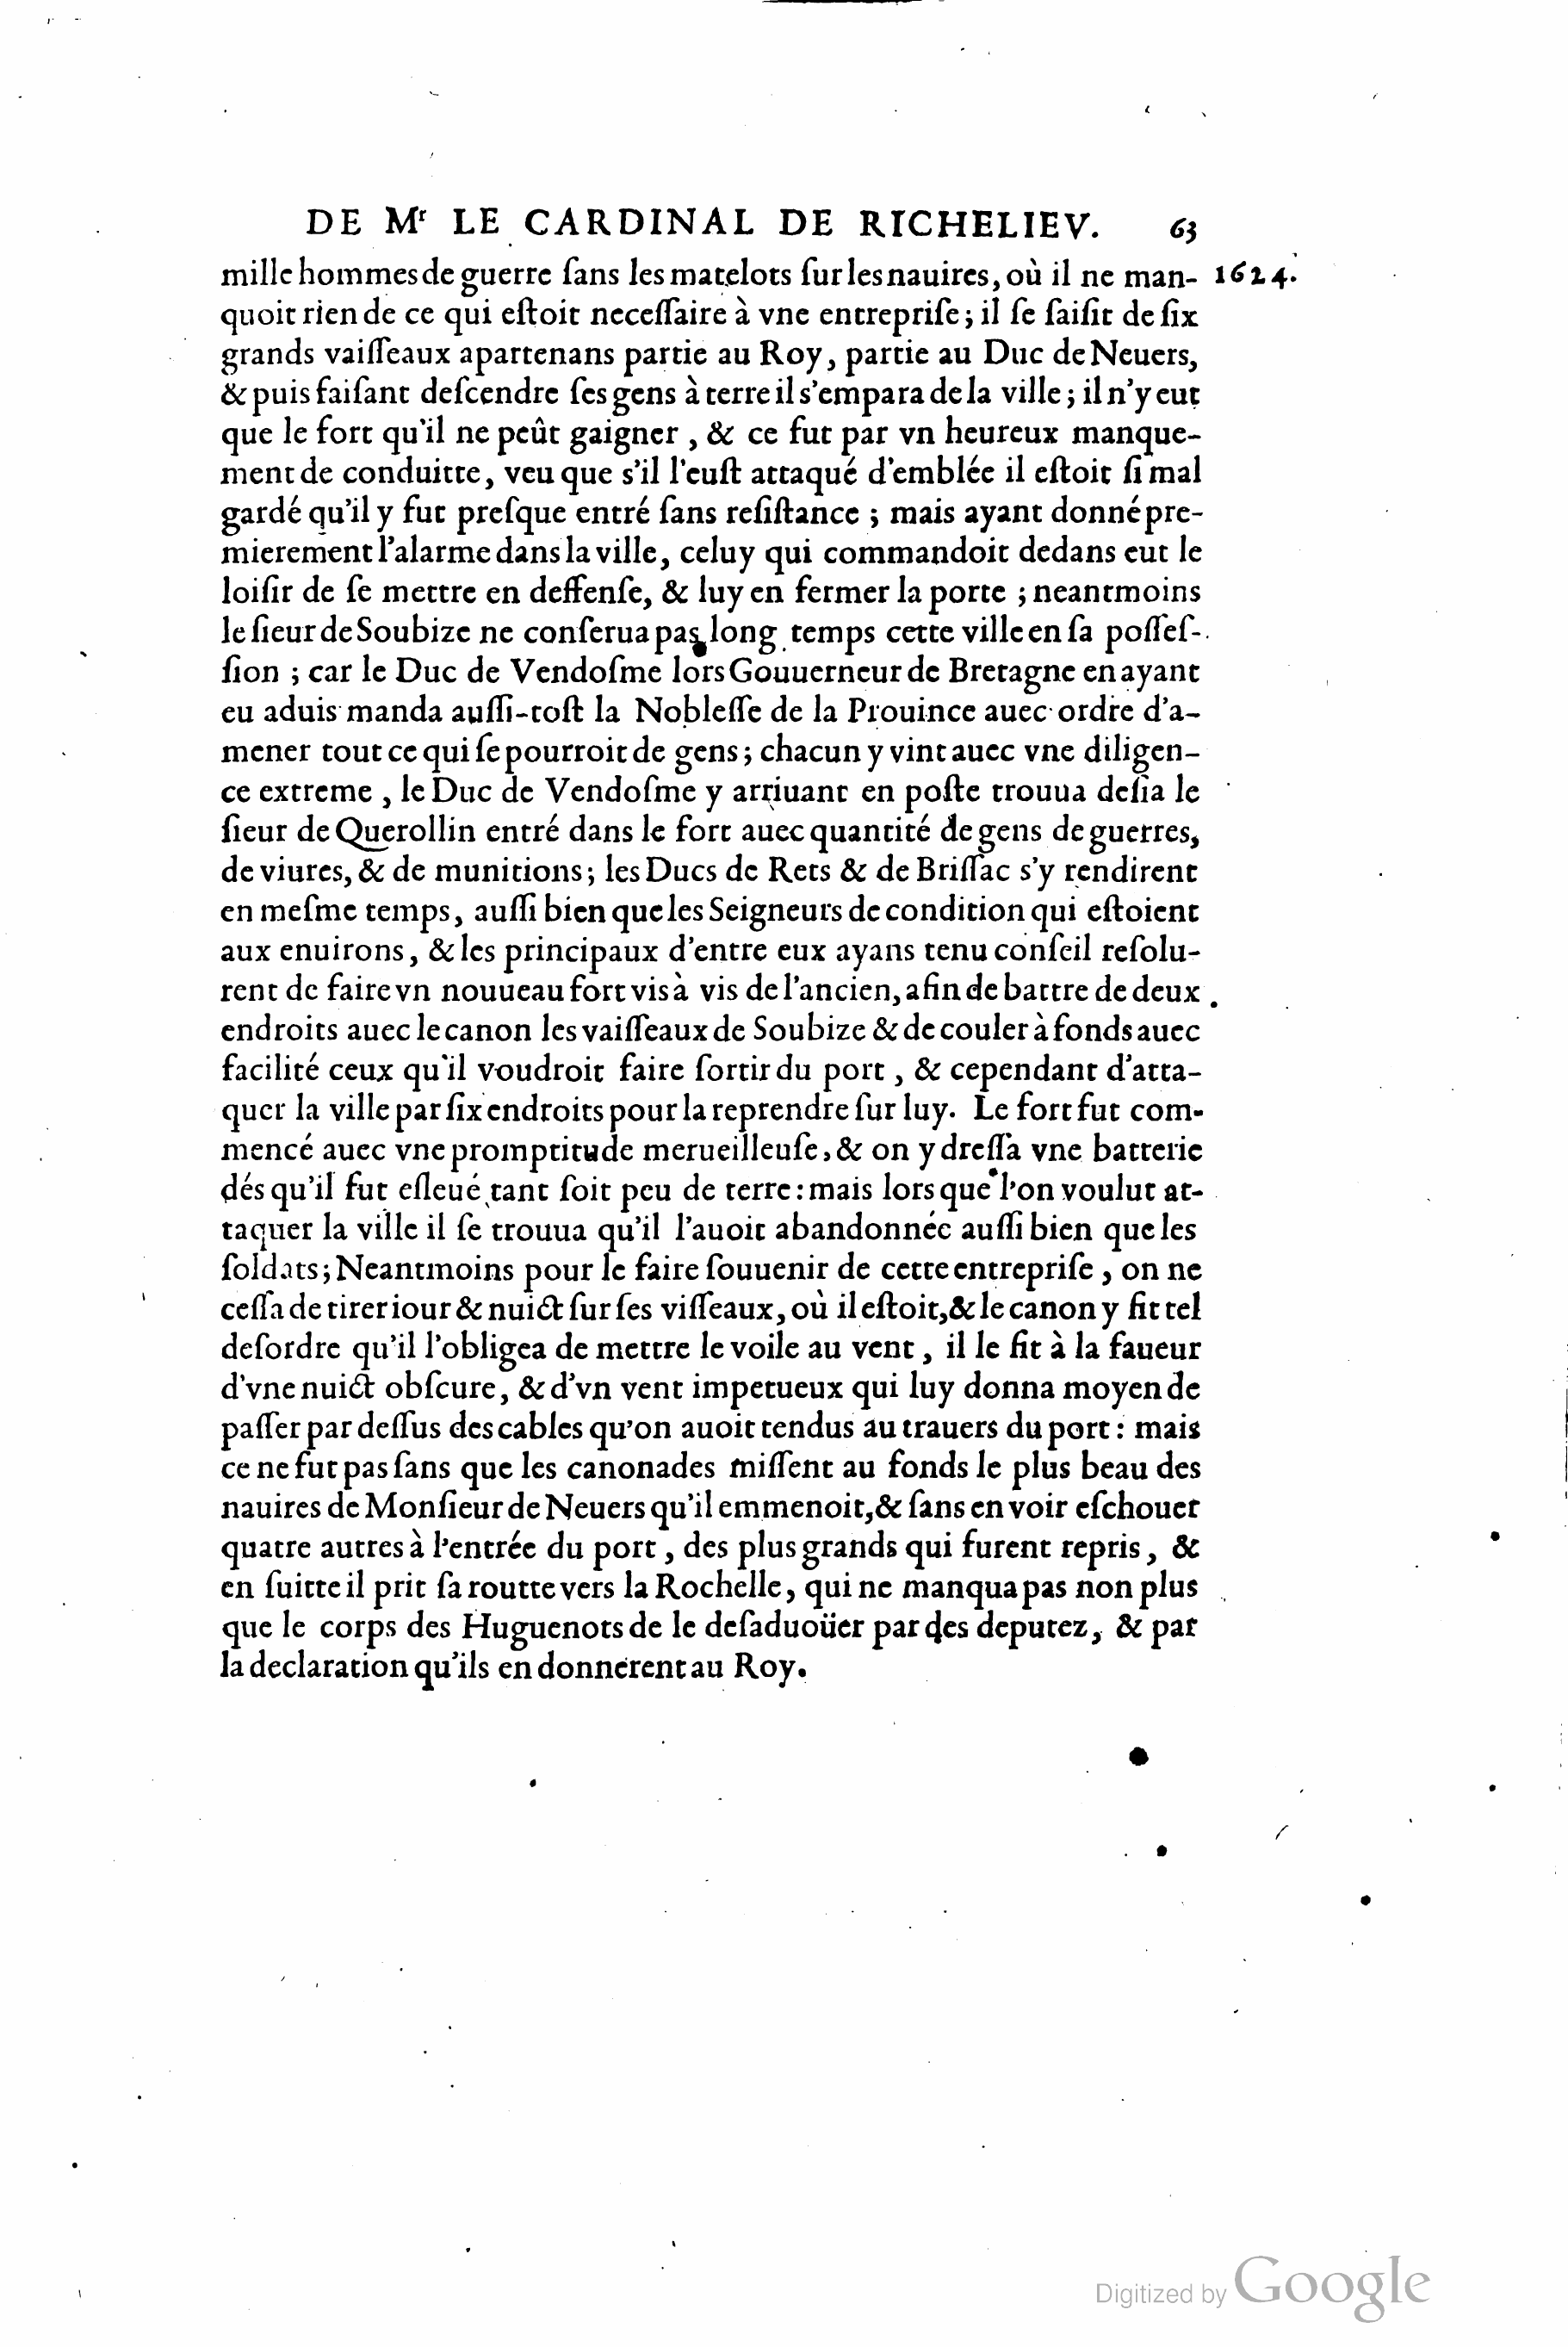 DE Mr LE CARDINAL DE RICHELIEV. 63
mille hommes de guerre ſans les matelots ſur les nauires, où il ne man- 1624.
quoit rien de ce qui eſtoit neceſſaire à vne entrepriſe; il ſe ſaiſit de ſix
grands vaiſſeaux apartenans partie au Roy, partie au Duc de Neuers,
& puis faiſant deſcendre ſes gens à terre il s'empara de la ville; il n'y eut
que le fort qu'il ne peût gaigner, & ce fut par vn heureux manque-
ment de conduitte, veu que s'il l'euſt attaqué d'emblée il eſtoit ſi mal
gardé qu'il y fut preſque entré ſans reſiſtance; mais ayant donné pre-
mierement l'alarme dans la ville, celuy qui commandoit dedans eut le
loiſir de ſe mettre en deffenſe, & luy en fermer la porte; neantmoins
le ſieur de Soubize ne conſerua pas long temps cette ville en ſa poſſeſ-
ſion; car le Duc de Vendoſme lors Gouuerneur de Bretagne en ayant
eu aduis manda auſſi-toſt la Nobleſſe de la Prouince auec ordre d'a-
mener tout ce qui ſe pourroit de gens; chacun y vint auec vne diligen-
ce extreme, le Duc de Vendoſme y arriuant en poſte trouua deſia le
ſieur de Querollin entré dans le fort auec quantité de gens de guerres,
de viures, & de munitions; les Ducs de Rets & de Briſſac s'y rendirent
en meſme temps, auſſi bien que les Seigneurs de condition qui eſtoient
aux enuirons, & les principaux d'entre eux ayans tenu conſeil reſolu-
rent de faire vn nouueau fort vis à vis de l'ancien, afin de battre de deux
endroits auec le canon les vaiſſeaux de Soubize & de couler à fonds auec
facilité ceux qu'il voudroit faire ſortir du port, & cependant d'atta-
quer la ville par ſix endroits pour la reprendre ſur luy. Le fort fut com-
mencé auec vne promptitude merueilleuſe, & on y dreſſa vne batterie
dés qu'il fut eſleué tant ſoit peu de terre: mais lors que l'on voulut at-
taquer la ville il ſe trouua qu'il l'auoit abandonnée auſſi bien que les
ſoldats; Neantmoins pour le faire ſouuenir de cette entrepriſe, on ne
ceſſa de tirer iour & nuict ſur ſes viſſeaux, où il eſtoit, & le canon y fit tel
deſordre qu'il l'obligea de mettre le voile au vent, il le fit à la faueur
d'vne nuict obſcure, & d'vn vent impetueux qui luy donna moyen de
paſſer par deſſus des cables qu'on auoit tendus au trauers du port: mais
ce ne fut pas ſans que les canonades miſſent au fonds le plus beau des
nauires de Monſieur de Neuers qu'il emmenoit, & ſans en voir eſchouer
quatre autres à l'entrée du port, des plus grands qui furent repris, &
en ſuitte il prit ſa routte vers la Rochelle, qui ne manqua pas non plus
que le corps des Huguenots de le deſaduoüer par des deputez, & par
la declaration qu'ils en donnerent au Roy.
Digitized by Google